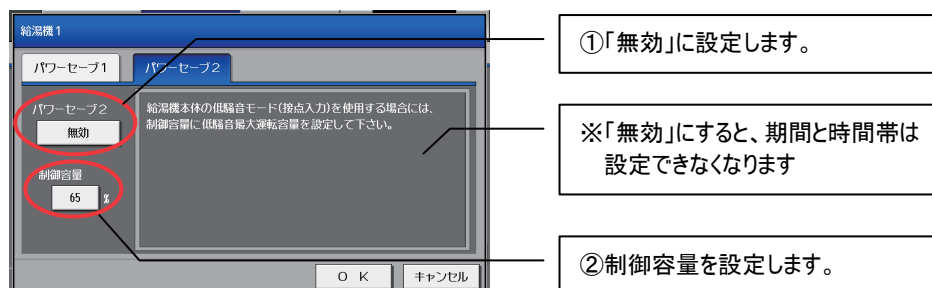 給湯機1
パワーセーブ1
パワーセーブ2
パワーセーブ2
無効
給湯機本体の低騒音モード(接点入力)を使用する場合には、
制御容量に低騒音最大運転容量を設定して下さい。
制御容量
65 %
ＯＫ
キャンセル
①「無効」に設定します。
※「無効」にすると、期間と時間帯は
設定できなくなります
②制御容量を設定します。